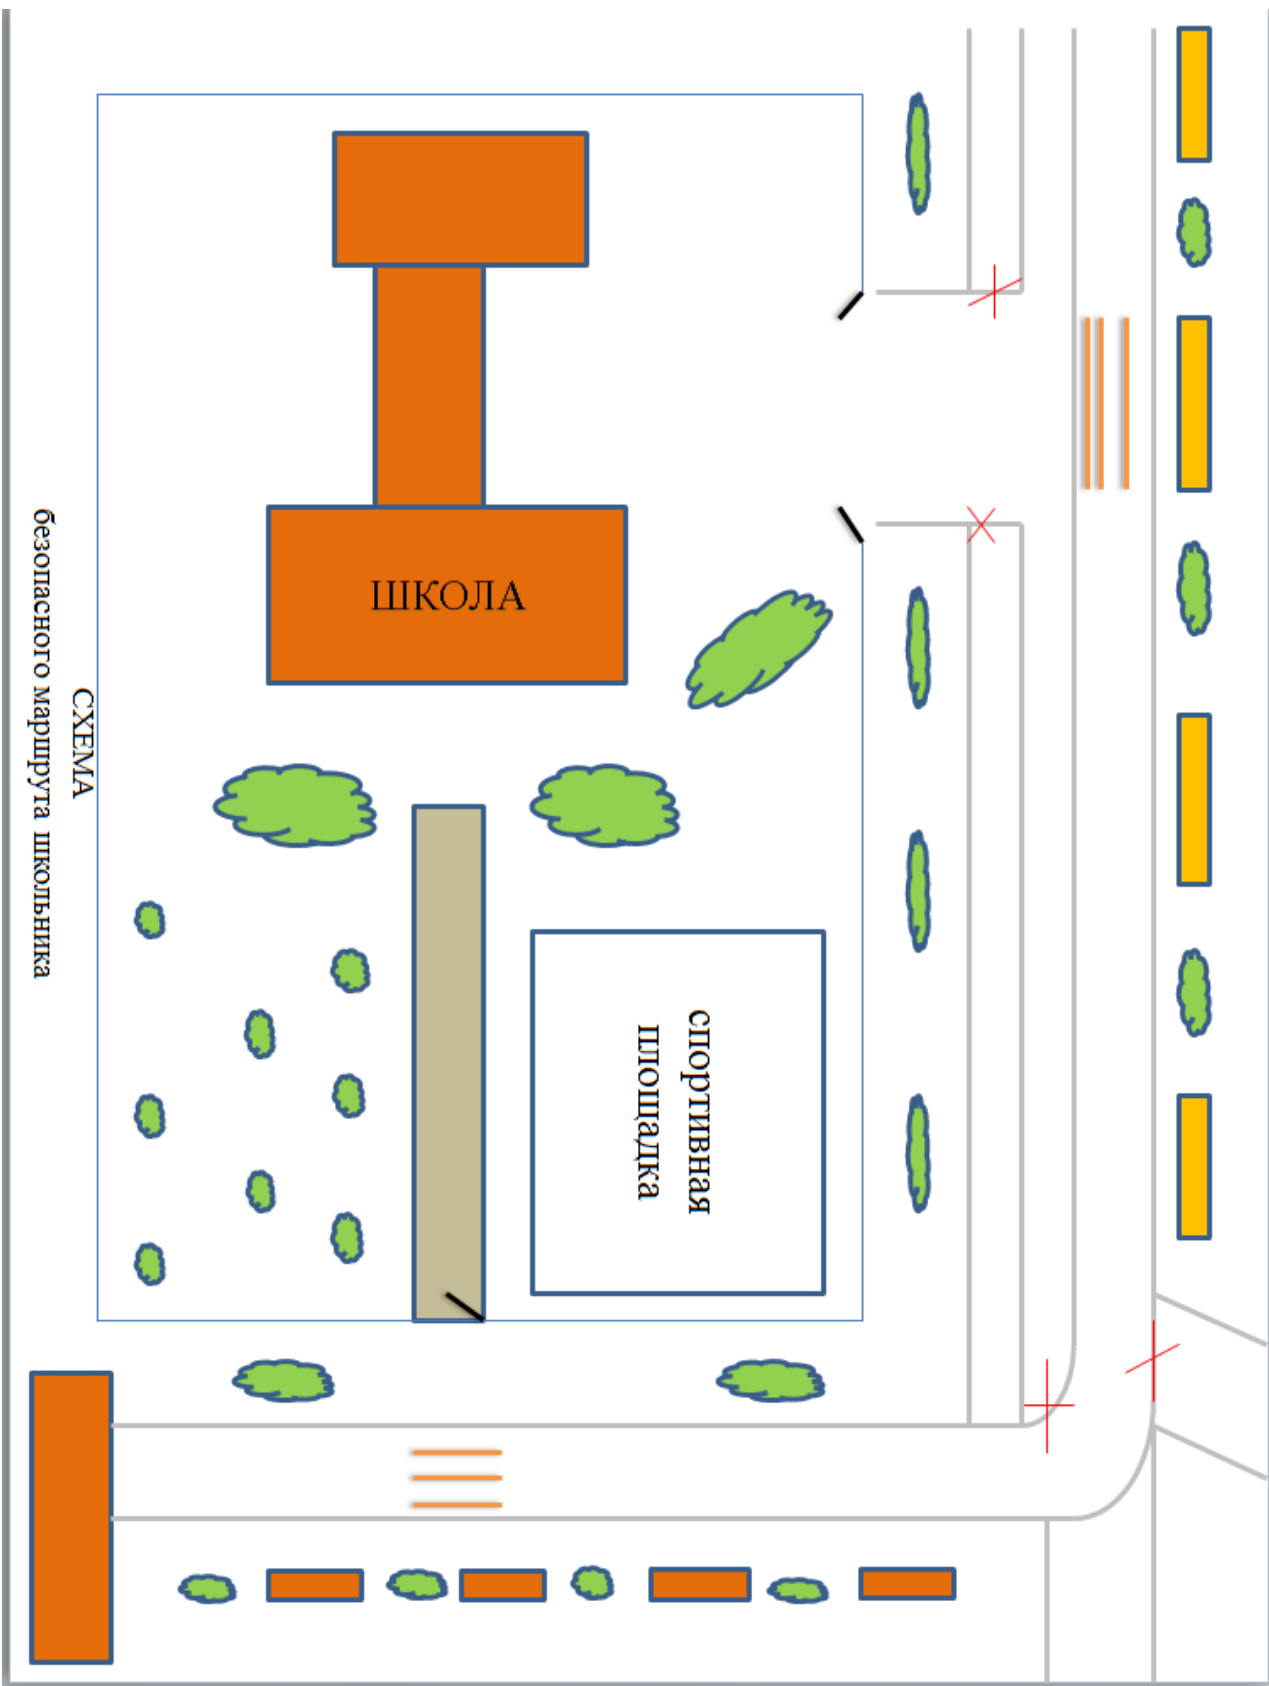 СХЕМА
безопасного маршрута школьника
ШКОЛА
спортивная
площадка